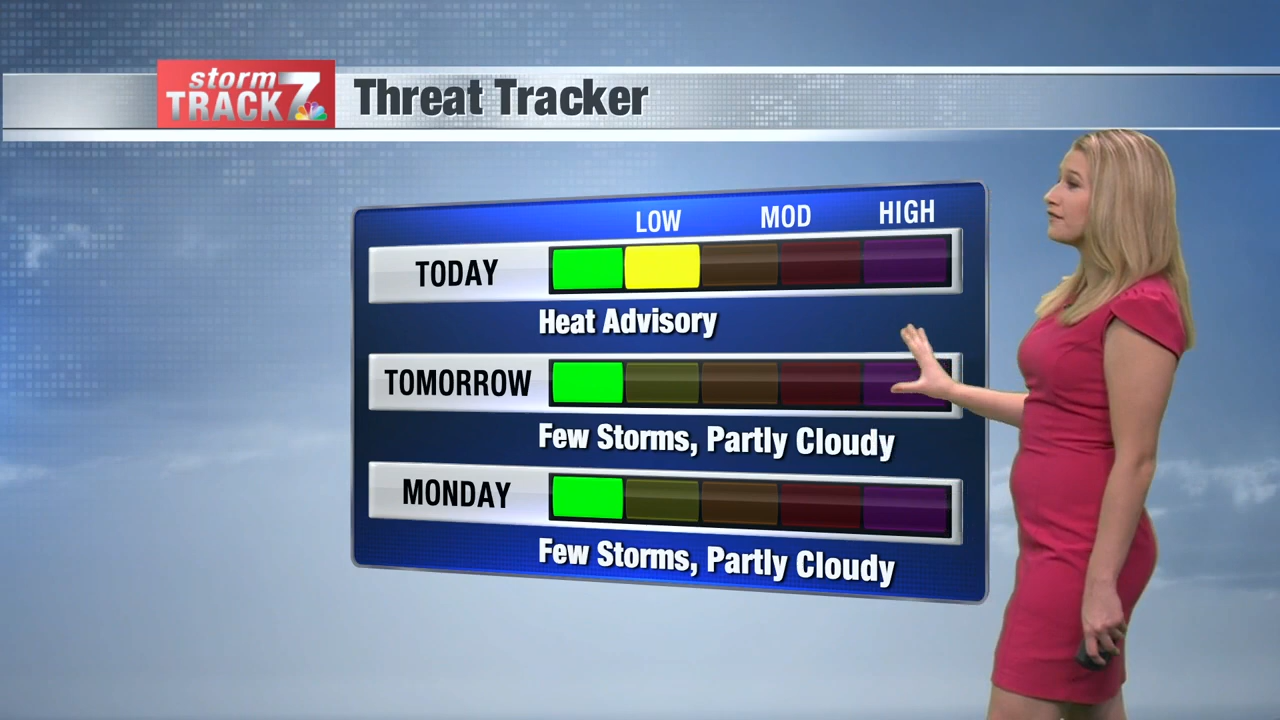 storm
TRACK 7
Threat Tracker
LOW MOD HIGH
TODAY
Heat Advisory
TOMORROW
Few Storms, Partly Cloudy
MONDAY
Few Storms, Partly Cloudy